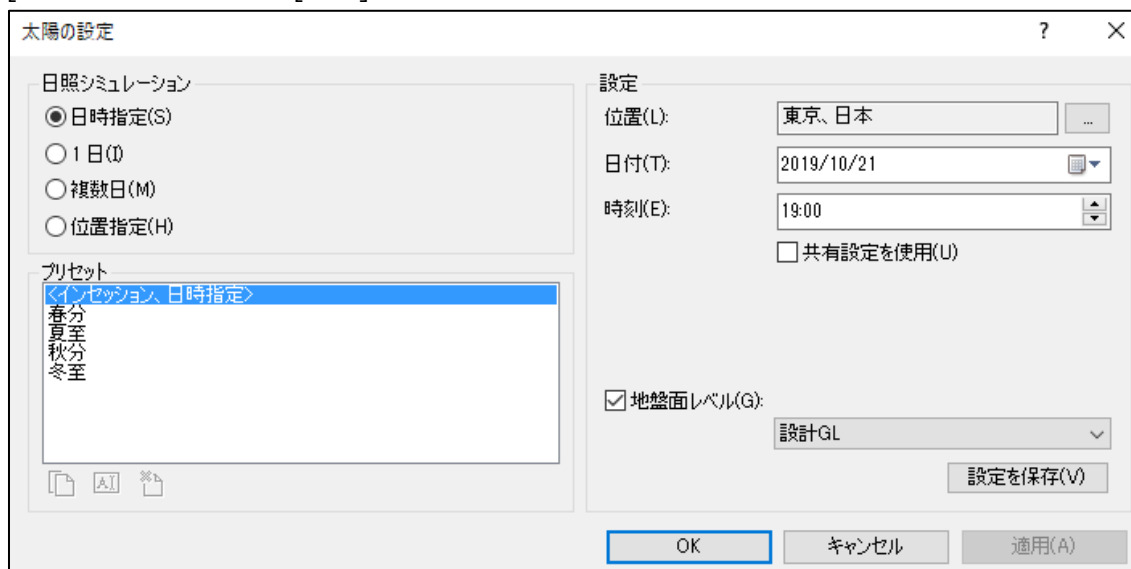 太陽の設定
?
日照シミュレーション
日時指定(S)
1 日(I)
複数日(M)
位置指定(H)
プリセット
<インセッション、日時指定>
春分
夏至
秋分
冬至
設定
位置(L):
東京、日本
...
日付(T):
2019/10/21
時刻(E):
19:00
共有設定を使用(U)
地盤面レベル(G):
設計GL
設定を保存(V)
OK
キャンセル
適用(A)